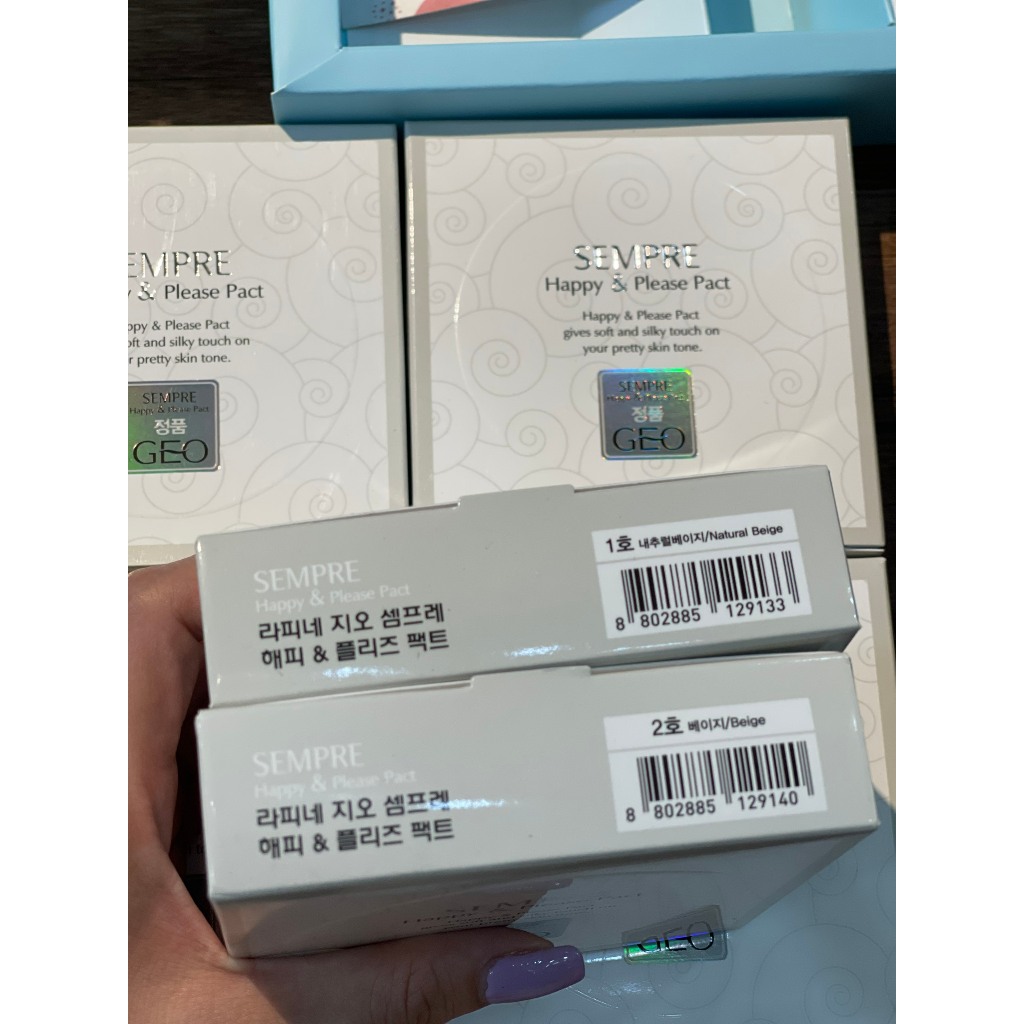 EMPRE
& Please Pact
& Please Pact
and silky touch on
pretty skin tone.
SEMPRE
Happy & Please Pact
정품
GEO
SEMPRE
Happy & Please Pact
Happy & Please Pact
gives soft and silky touch on
your pretty skin tone.
SEMPRE
Happy & Please Pact
정품
GEO
SEMPRE
Happy & Please Pact
라피네 지오 셈프레
해피 & 플리즈 팩트
1호 내추럴베이지/Natural Beige
8 802885 129133
SEMPRE
Happy & Please Pact
라피네 지오 셈프레
해피 & 플리즈 팩트
2호 베이지/Beige
8 802885 129140
GEO